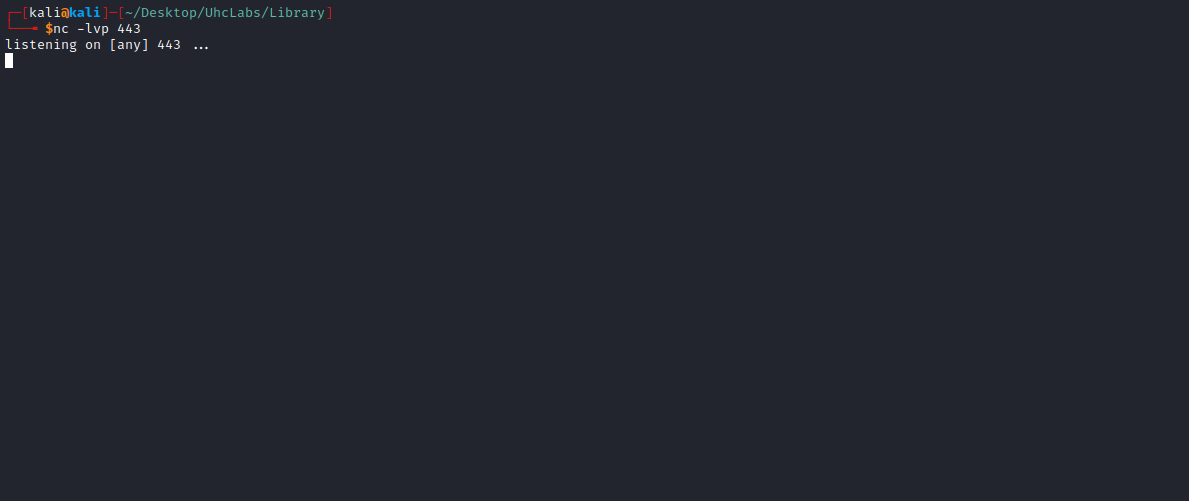 ┌─[kali@kali]─[~/Desktop/UhcLabs/Library]
└──╼ $nc -lvp 443
listening on [any] 443 ...